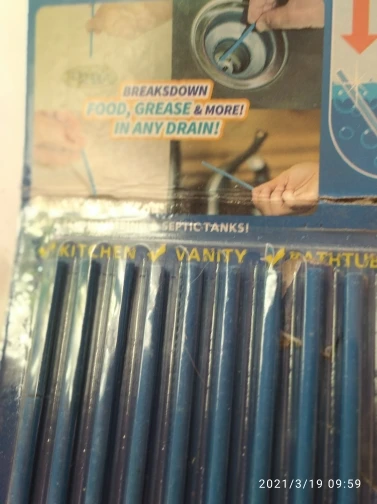 BREAKSDOWN
FOOD, GREASE & MORE!
IN ANY DRAIN!
SEPTIC TANKS!
KITCHEN VANITY BATHTUB
2021/3/19 09:59